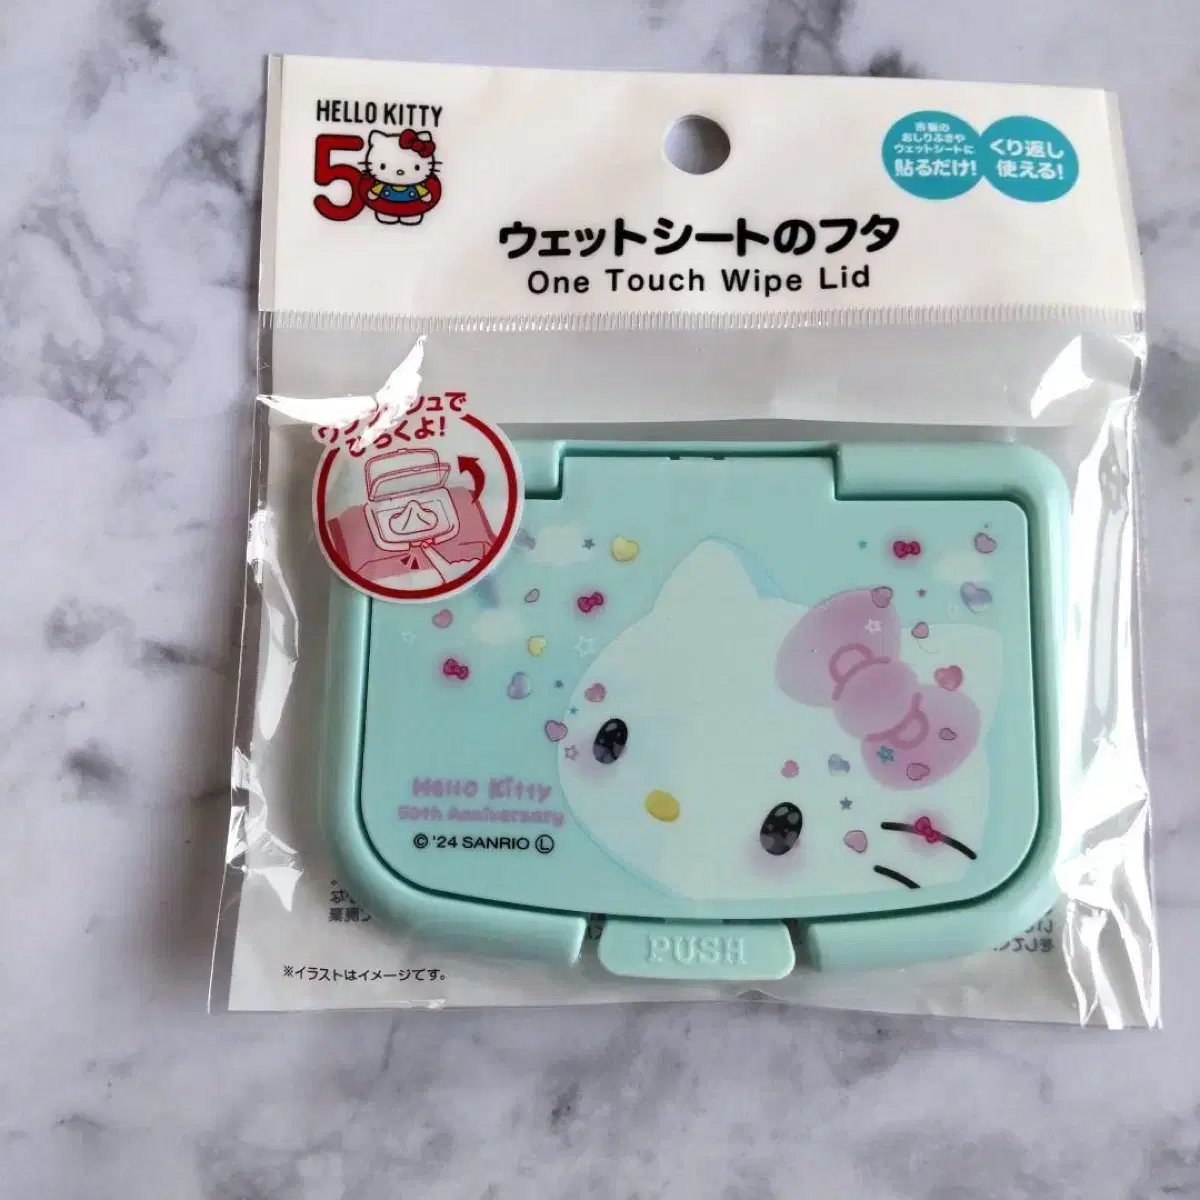 HELLO KITTY
50
市販の
おしりふきや
ウェットシートに
貼るだけ!
くり返し
使える!
ウェットシートのフタ
One Touch Wipe Lid
ワンプッシュで
ひらくよ!
Hello Kitty
50th Anniversary
© '24 SANRIO Ⓛ
PUSH
※イラストはイメージです。